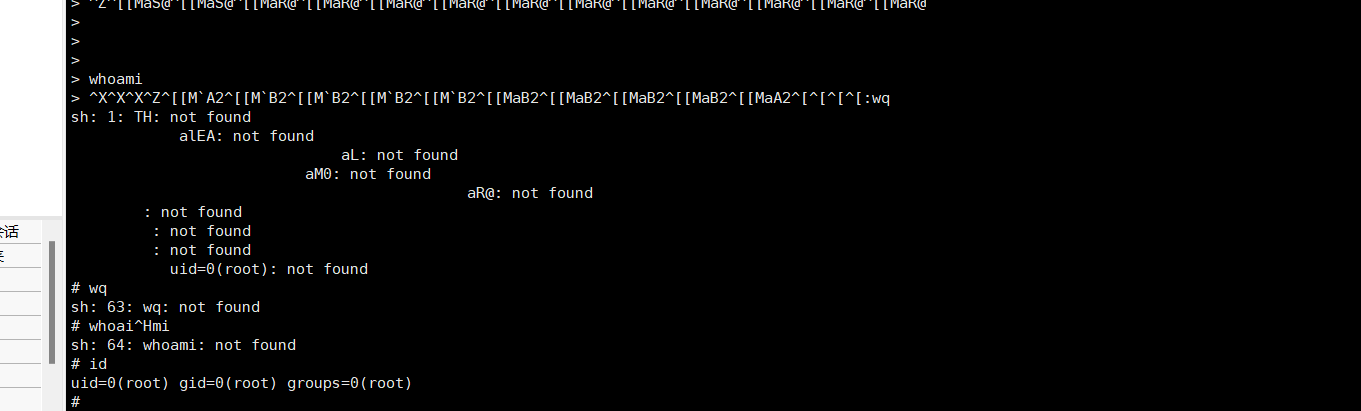 > ^Z^[[MaS@^[[MaS@^[[MaR@^[[MaR@^[[MaR@^[[MaR@^[[MaR@^[[MaR@^[[MaR@^[[MaR@^[[MaR@^[[MaR@^[[MaR@
>
>
>
> whoami
> ^X^X^X^Z^[[M`A2^[[M`B2^[[M`B2^[[M`B2^[[M`B2^[[MaB2^[[MaB2^[[MaB2^[[MaB2^[[MaA2^[^[^[^[:wq
sh: 1: TH: not found
alEA: not found
aL: not found
aM0: not found
aR@: not found
: not found
: not found
: not found
uid=0(root): not found
会话
# wq
sh: 63: wq: not found
# whoai^Hmi
sh: 64: whoami: not found
# id
uid=0(root) gid=0(root) groups=0(root)
#